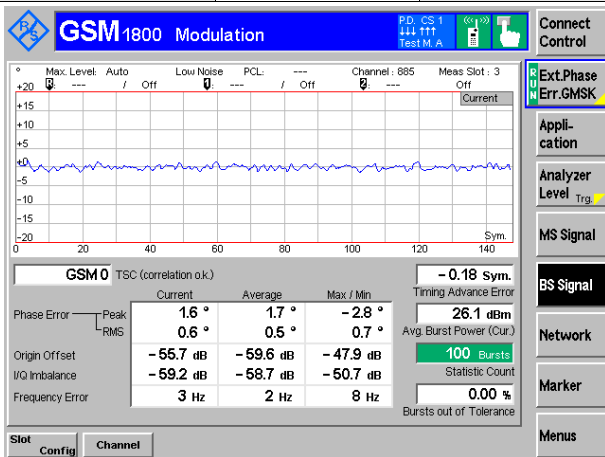 R&S GSM1800 Modulation P.D. CS 1
Test M. A
Connect Control
° Max. Level: Auto Low Noise PCL: --- Channel : 885 Meas Slot : 3
--- / Off --- / Off --- Off
Current
R U N Ext.Phase Err.GMSK
+20
+15
+10
+5
+0
-5
-10
-15
-20
Appli- cation
Analyzer Level Trg.
MS Signal
Sym.
0 20 40 60 80 100 120 140
GSM 0 TSC (correlation o.k.) - 0.18 Sym.
Timing Advance Error
BS Signal
Current Average Max / Min
Phase Error Peak 1.6 ° 1.7 ° - 2.8 ° 26.1 dBm
RMS 0.6 ° 0.5 ° 0.7 ° Avg. Burst Power (Cur.)
Network
Origin Offset - 55.7 dB - 59.6 dB - 47.9 dB 100 Bursts
I/Q Imbalance - 59.2 dB - 58.7 dB - 50.7 dB Statistic Count
Marker
Frequency Error 3 Hz 2 Hz 8 Hz 0.00 %
Bursts out of Tolerance
Slot Config Channel
Menus